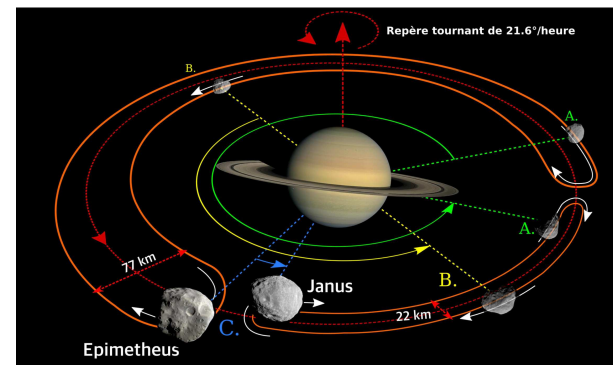 Repère tournant de 21.6°/heure
B.
A.
A.
77 km
Janus
B.
22 km
C.
Epimetheus